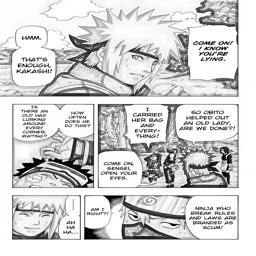 HMM.
THAT'S
ENOUGH,
KAKASHI!
COME ON!
I KNOW
YOU'RE
LYING.
IS THERE
AN OLD HAG
LURKING
AROUND
EVERY
CORNER,
WAITING?
HOW
OFTEN
DOES HE
DO THIS?
I
CARRIED
HER BAG
AND
EVERY-
THING!
SO OBITO
HELPED OUT
AN OLD LADY,
ARE WE DONE?!
COME ON,
SENSEI,
OPEN YOUR
EYES.
AH
HA
HA...
AM I
RIGHT?!
NINJA WHO
BREAK RULES
AND LAWS ARE
BRANDED
AS SCUM!